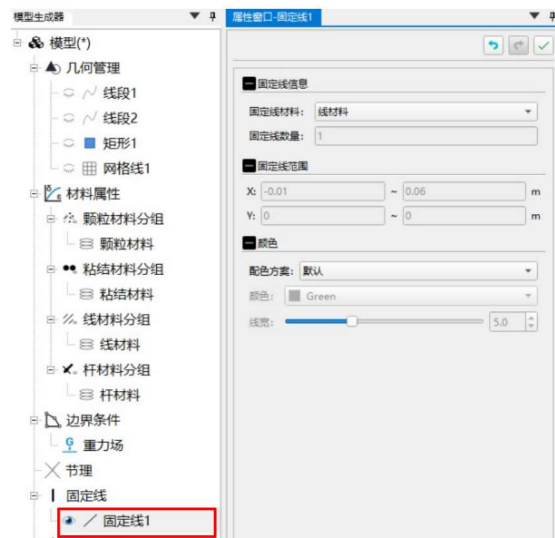 模型生成器
模型(*)
几何管理
线段1
线段2
矩形1
网格线1
材料属性
颗粒材料分组
颗粒材料
粘结材料分组
粘结材料
线材料分组
线材料
杆材料分组
杆材料
边界条件
重力场
节理
固定线
固定线1
属性窗口-固定线1
固定线信息
固定线材料: 线材料
固定线数量: 1
固定线范围
X: -0.01 ~ 0.06 m
Y: 0 ~ 0 m
颜色
配色方案: 默认
颜色: Green
线宽: 5.0